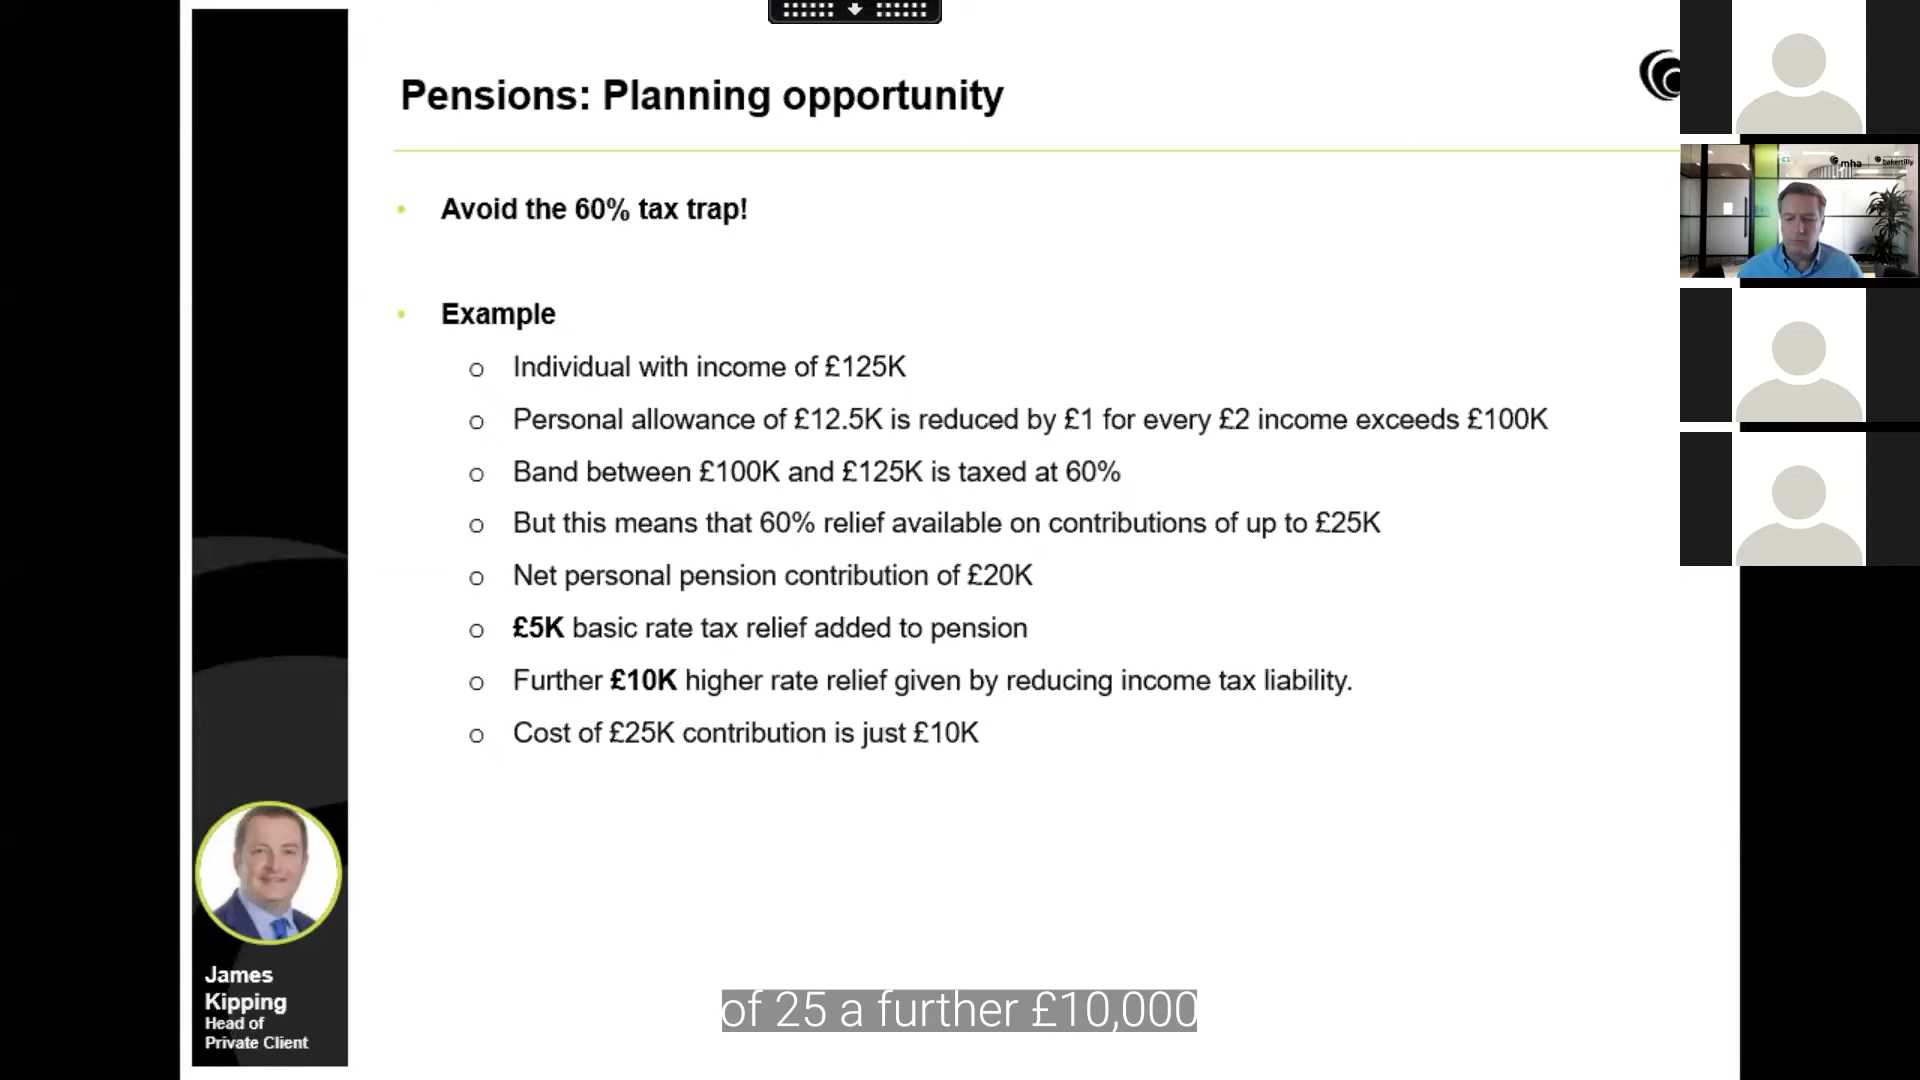 Pensions: Planning opportunity
mha
bakertilly
Avoid the 60% tax trap!
Example
Individual with income of £125K
Personal allowance of £12.5K is reduced by £1 for every £2 income exceeds £100K
Band between £100K and £125K is taxed at 60%
But this means that 60% relief available on contributions of up to £25K
Net personal pension contribution of £20K
£5K basic rate tax relief added to pension
Further £10K higher rate relief given by reducing income tax liability.
Cost of £25K contribution is just £10K
James
Kipping
Head of
Private Client
of 25 a further £10,000